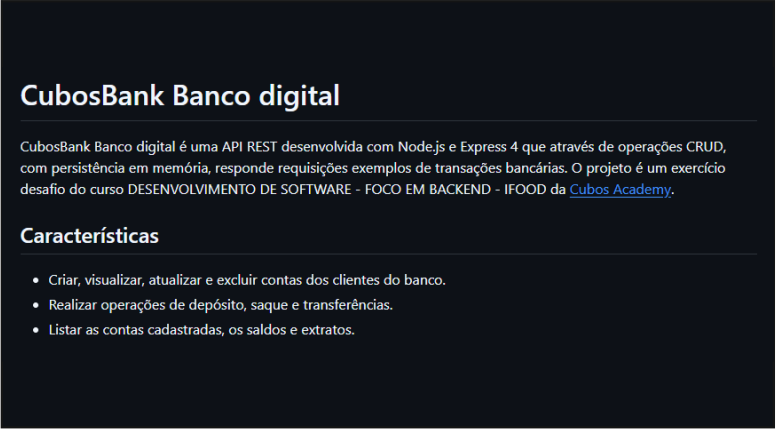 CubosBank Banco digital
CubosBank Banco digital é uma API REST desenvolvida com Node.js e Express 4 que através de operações CRUD,
com persistência em memória, responde requisições exemplos de transações bancárias. O projeto é um exercício
desafio do curso DESENVOLVIMENTO DE SOFTWARE - FOCO EM BACKEND - IFOOD da Cubos Academy.
Características
• Criar, visualizar, atualizar e excluir contas dos clientes do banco.
• Realizar operações de depósito, saque e transferências.
• Listar as contas cadastradas, os saldos e extratos.